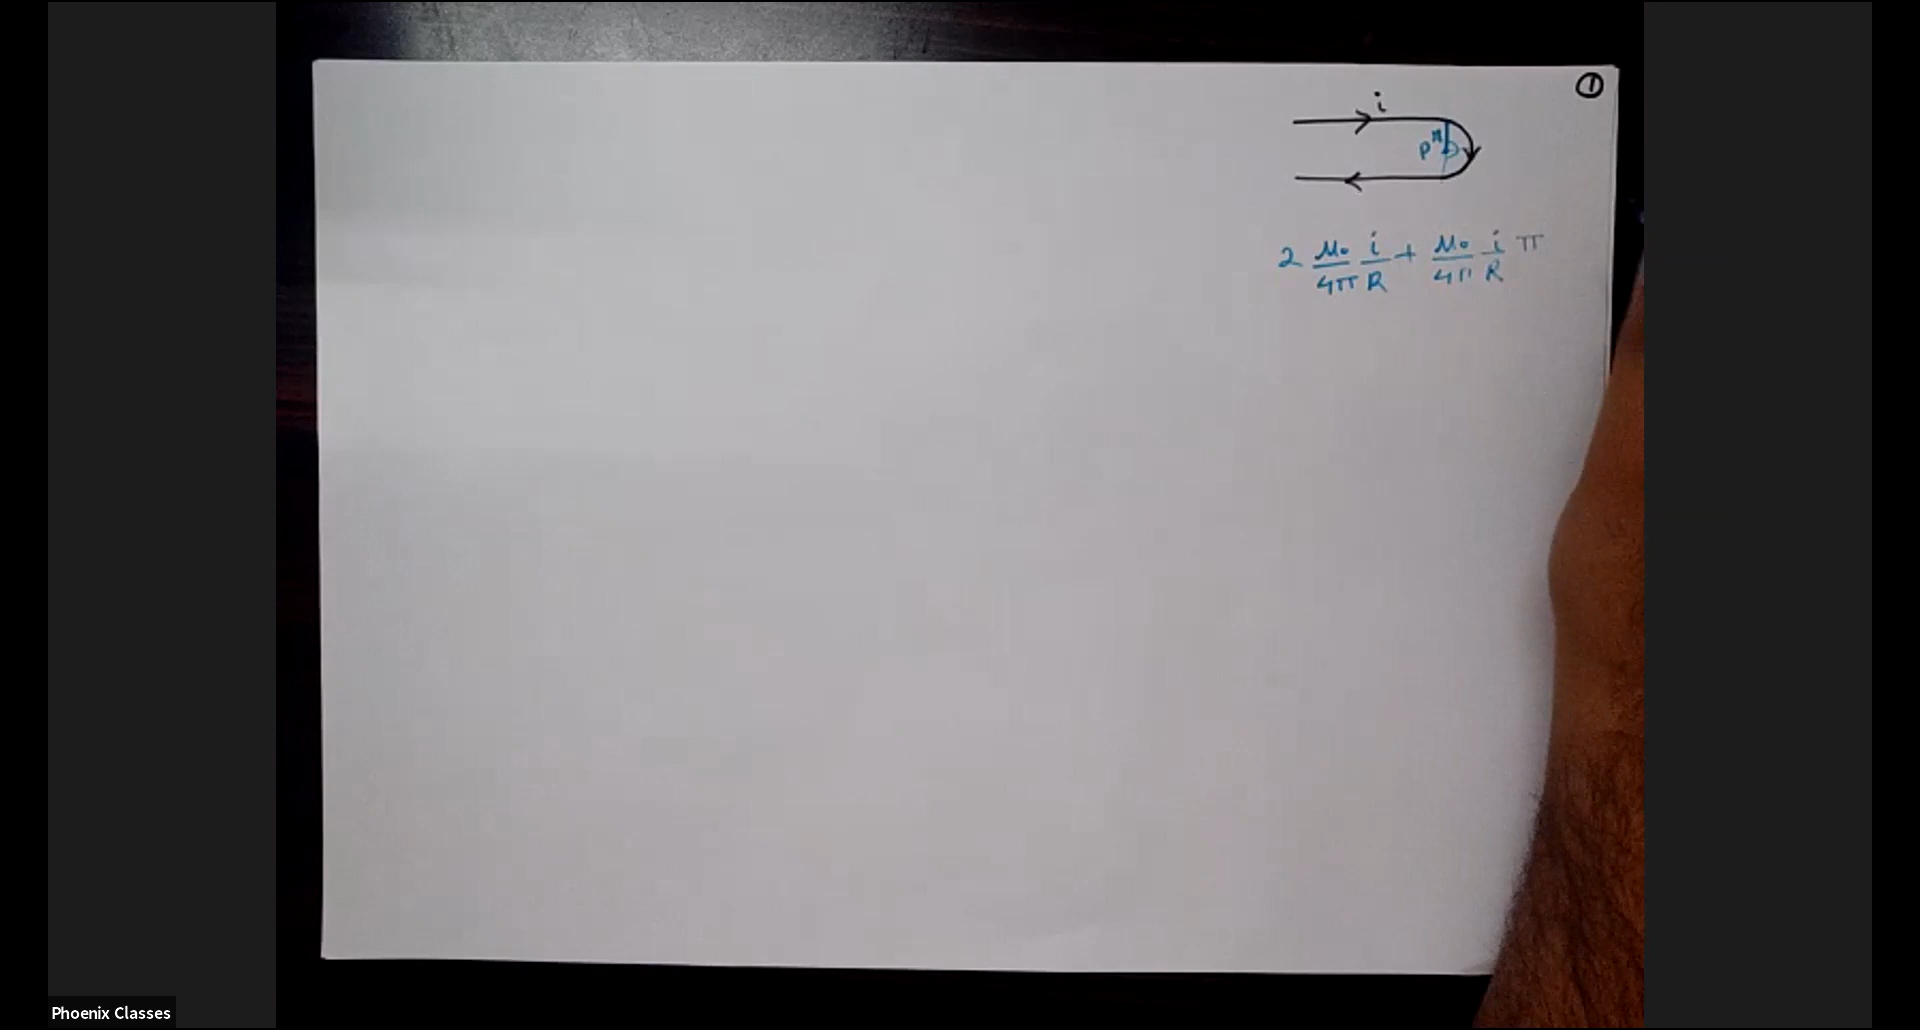 ①
i
P R
2 μ₀/4π i/R + μ₀/4π i/R π
Phoenix Classes